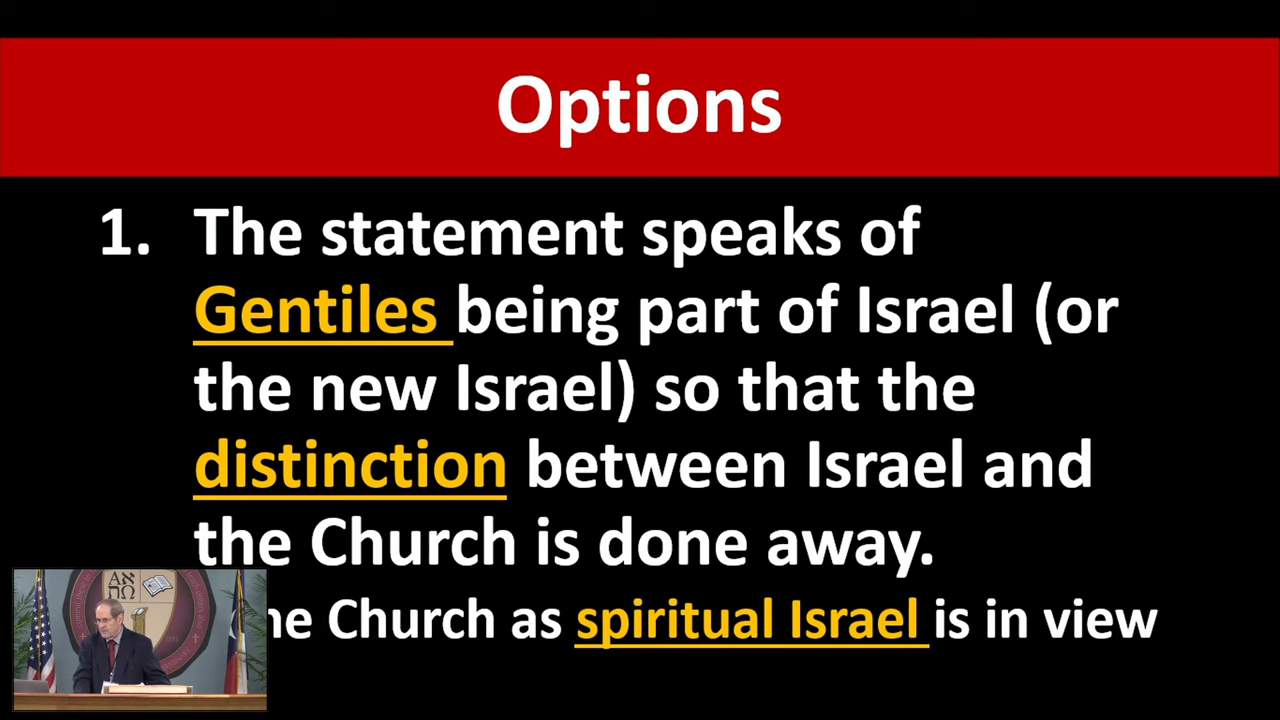 Options
1. The statement speaks of
Gentiles being part of Israel (or
the new Israel) so that the
distinction between Israel and
the Church is done away.
Church as spiritual Israel is in view
ΑΩ